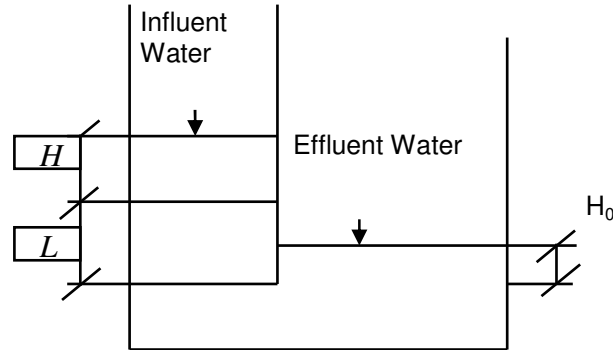 Influent
Water
H
Effluent Water
H₀
L